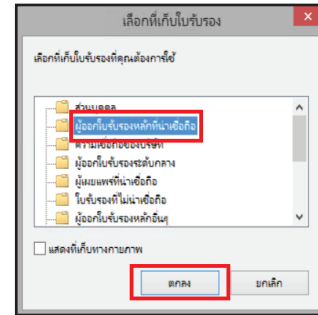 เลือกที่เก็บใบรับรอง
เลือกที่เก็บใบรับรองที่คุณต้องการใช้
ส่วนบุคคล
ผู้ออกใบรับรองหลักที่น่าเชื่อถือ
ความเชื่อถือของบริษัท
ผู้ออกใบรับรองระดับกลาง
ผู้เผยแพร่ที่น่าเชื่อถือ
ใบรับรองที่ไม่น่าเชื่อถือ
ผู้ออกใบรับรองหลักอื่นๆ
แสดงที่เก็บทางกายภาพ
ตกลง
ยกเลิก